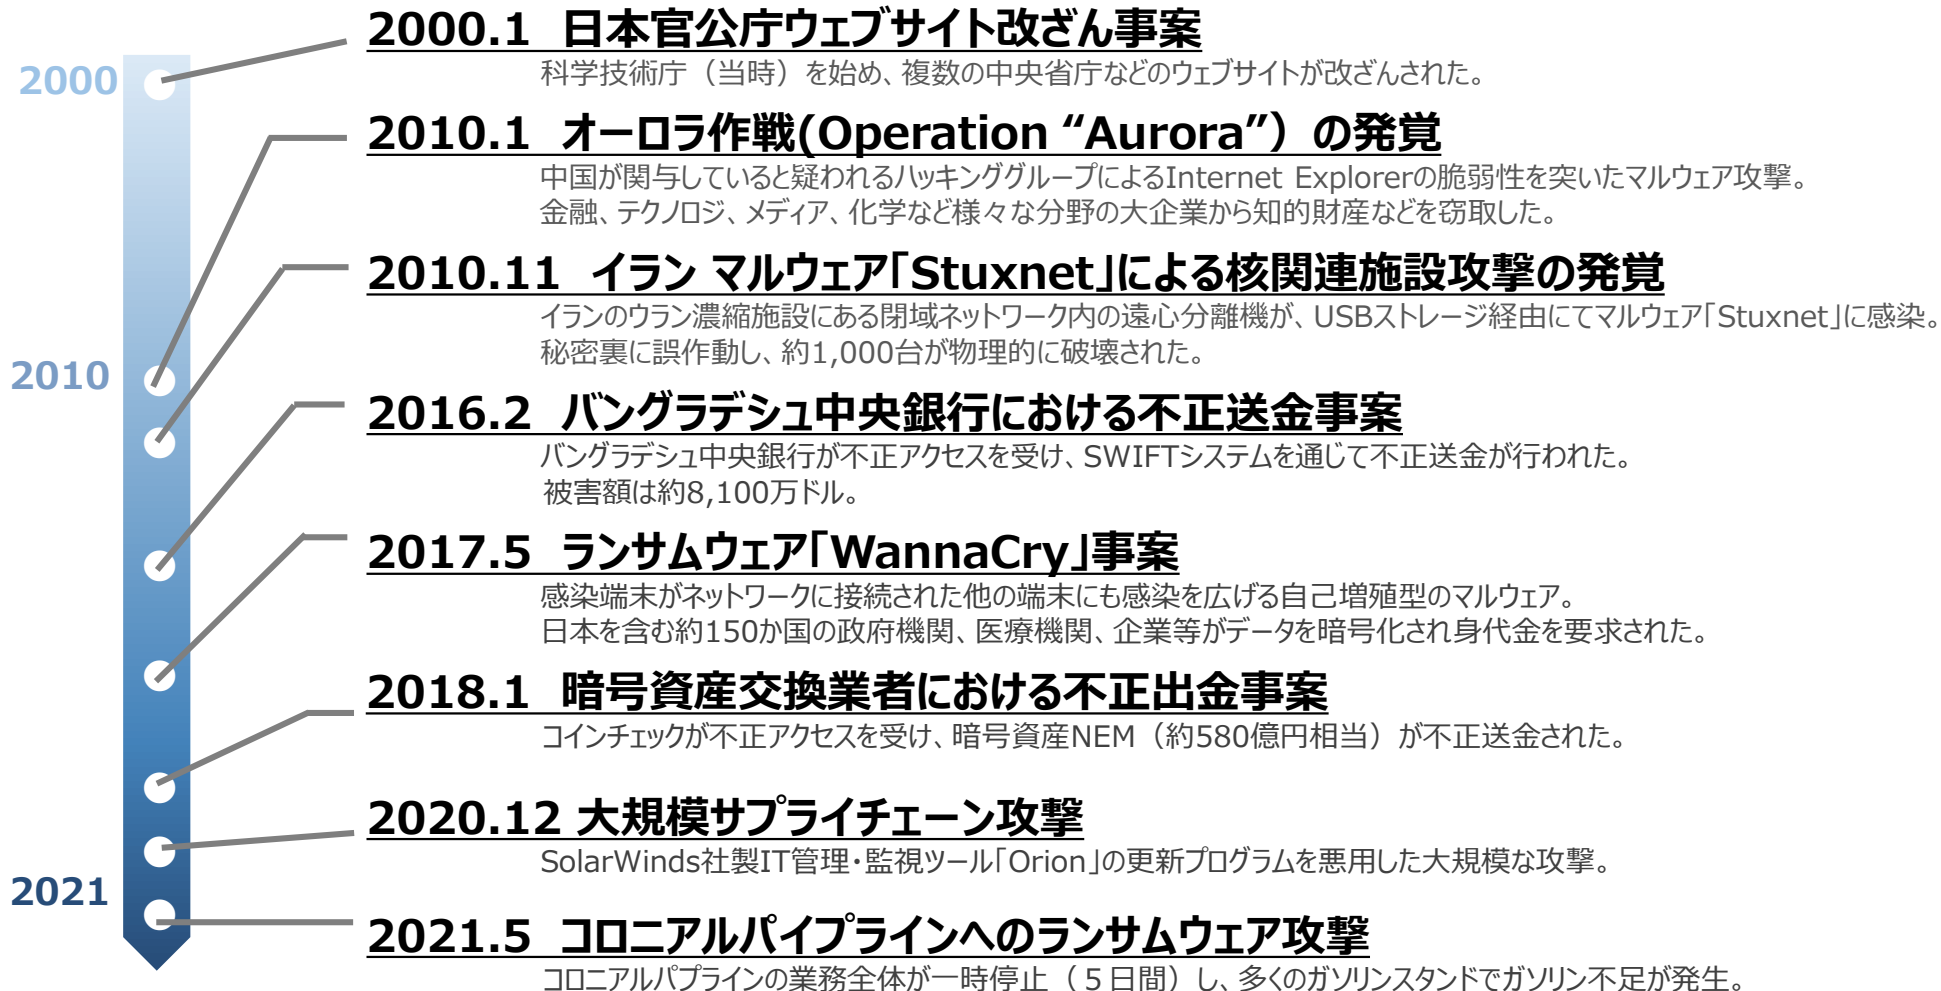 2000.1 日本官公庁ウェブサイト改ざん事案
2000
科学技術庁（当時）を始め、複数の中央省庁などのウェブサイトが改ざんされた。
2010.1 オーロラ作戦(Operation “Aurora”）の発覚
中国が関与していると疑われるハッキンググループによるInternet Explorerの脆弱性を突いたマルウェア攻撃。
金融、テクノロジ、メディア、化学など様々な分野の大企業から知的財産などを窃取した。
2010.11 イラン マルウェア「Stuxnet」による核関連施設攻撃の発覚
イランのウラン濃縮施設にある閉域ネットワーク内の遠心分離機が、USBストレージ経由にてマルウェア「Stuxnet」に感染。
秘密裏に誤作動し、約1,000台が物理的に破壊された。
2010
2016.2 バングラデシュ中央銀行における不正送金事案
バングラデシュ中央銀行が不正アクセスを受け、SWIFTシステムを通じて不正送金が行われた。
被害額は約8,100万ドル。
2017.5 ランサムウェア「WannaCry」事案
感染端末がネットワークに接続された他の端末にも感染を広げる自己増殖型のマルウェア。
日本を含む約150か国の政府機関、医療機関、企業等がデータを暗号化され身代金を要求された。
2018.1 暗号資産交換業者における不正出金事案
コインチェックが不正アクセスを受け、暗号資産NEM（約580億円相当）が不正送金された。
2020.12 大規模サプライチェーン攻撃
SolarWinds社製IT管理・監視ツール「Orion」の更新プログラムを悪用した大規模な攻撃。
2021
2021.5 コロニアルパイプラインへのランサムウェア攻撃
コロニアルパプラインの業務全体が一時停止（５日間）し、多くのガソリンスタンドでガソリン不足が発生。